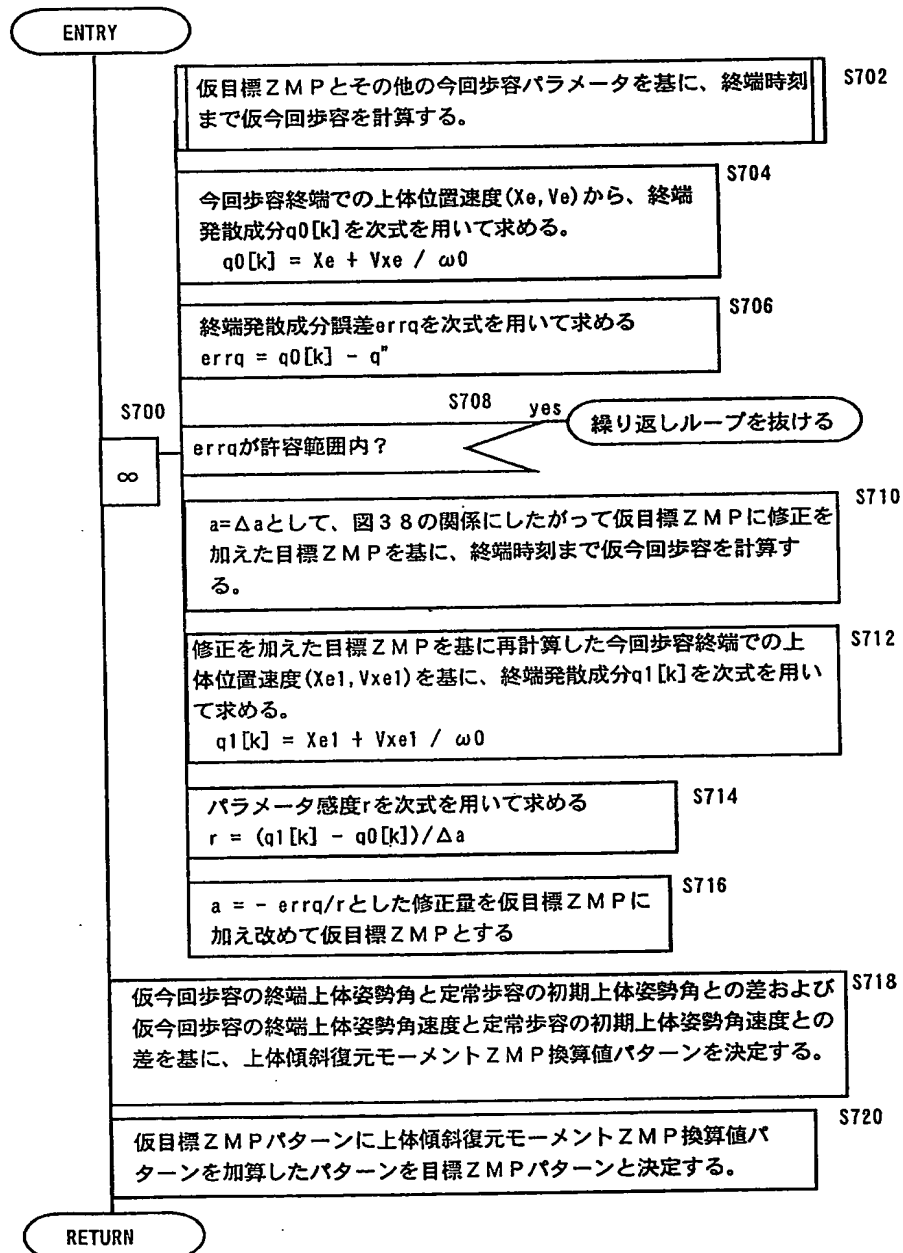 ENTRY
仮目標ZMPとその他の今回歩容パラメータを基に、終端時刻
まで仮今回歩容を計算する。
S702
今回歩容終端での上体位置速度(Xe,Ve)から、終端
発散成分q0[k]を次式を用いて求める。
q0[k] = Xe + Vxe / ω0
S704
終端発散成分誤差errqを次式を用いて求める
errq = q0[k] - q"
S706
S700
∞
S708
errqが許容範囲内?
yes
繰り返しループを抜ける
a=Δaとして、図38の関係にしたがって仮目標ZMPに修正を
加えた目標ZMPを基に、終端時刻まで仮今回歩容を計算す
る。
S710
修正を加えた目標ZMPを基に再計算した今回歩容終端での上
体位置速度(Xe1,Vxe1)を基に、終端発散成分q1[k]を次式を用い
て求める。
q1[k] = Xe1 + Vxe1 / ω0
S712
パラメータ感度rを次式を用いて求める
r = (q1[k] - q0[k])/Δa
S714
a = - errq/rとした修正量を仮目標ZMPに
加え改めて仮目標ZMPとする
S716
仮今回歩容の終端上体姿勢角と定常歩容の初期上体姿勢角との差および
仮今回歩容の終端上体姿勢角速度と定常歩容の初期上体姿勢角速度との
差を基に、上体傾斜復元モーメントZMP換算値パターンを決定する。
S718
仮目標ZMPパターンに上体傾斜復元モーメントZMP換算値パ
ターンを加算したパターンを目標ZMPパターンと決定する。
S720
RETURN